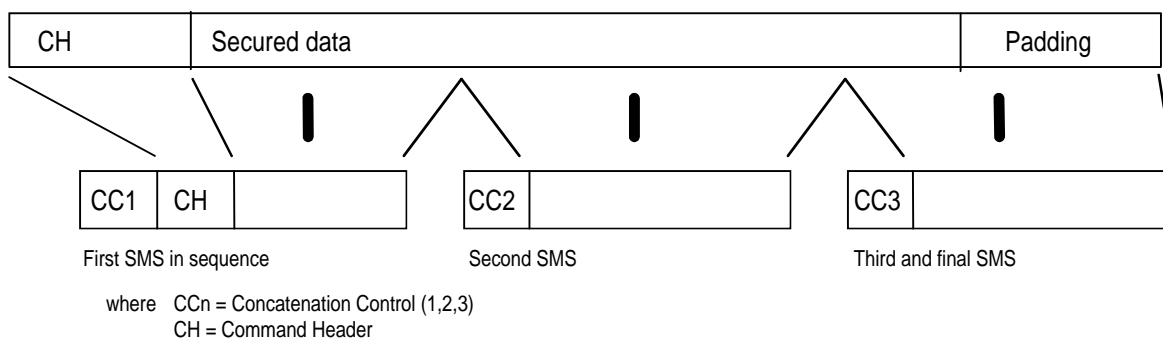 CH Secured data Padding
CC1 CH CC2 CC3
First SMS in sequence Second SMS Third and final SMS
where CCn = Concatenation Control (1,2,3)
CH = Command Header